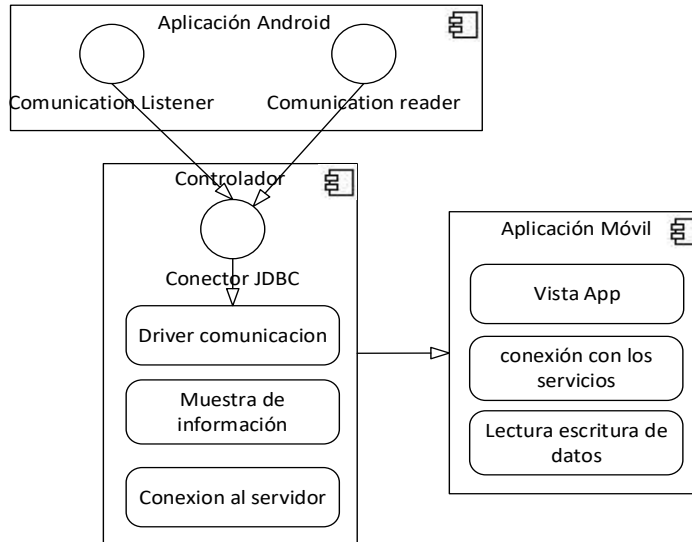 Aplicación Android
Comunication Listener
Comunication reader
Controlador
Conector JDBC
Driver comunicacion
Muestra de
información
Conexion al servidor
Aplicación Móvil
Vista App
conexión con los
servicios
Lectura escritura de
datos